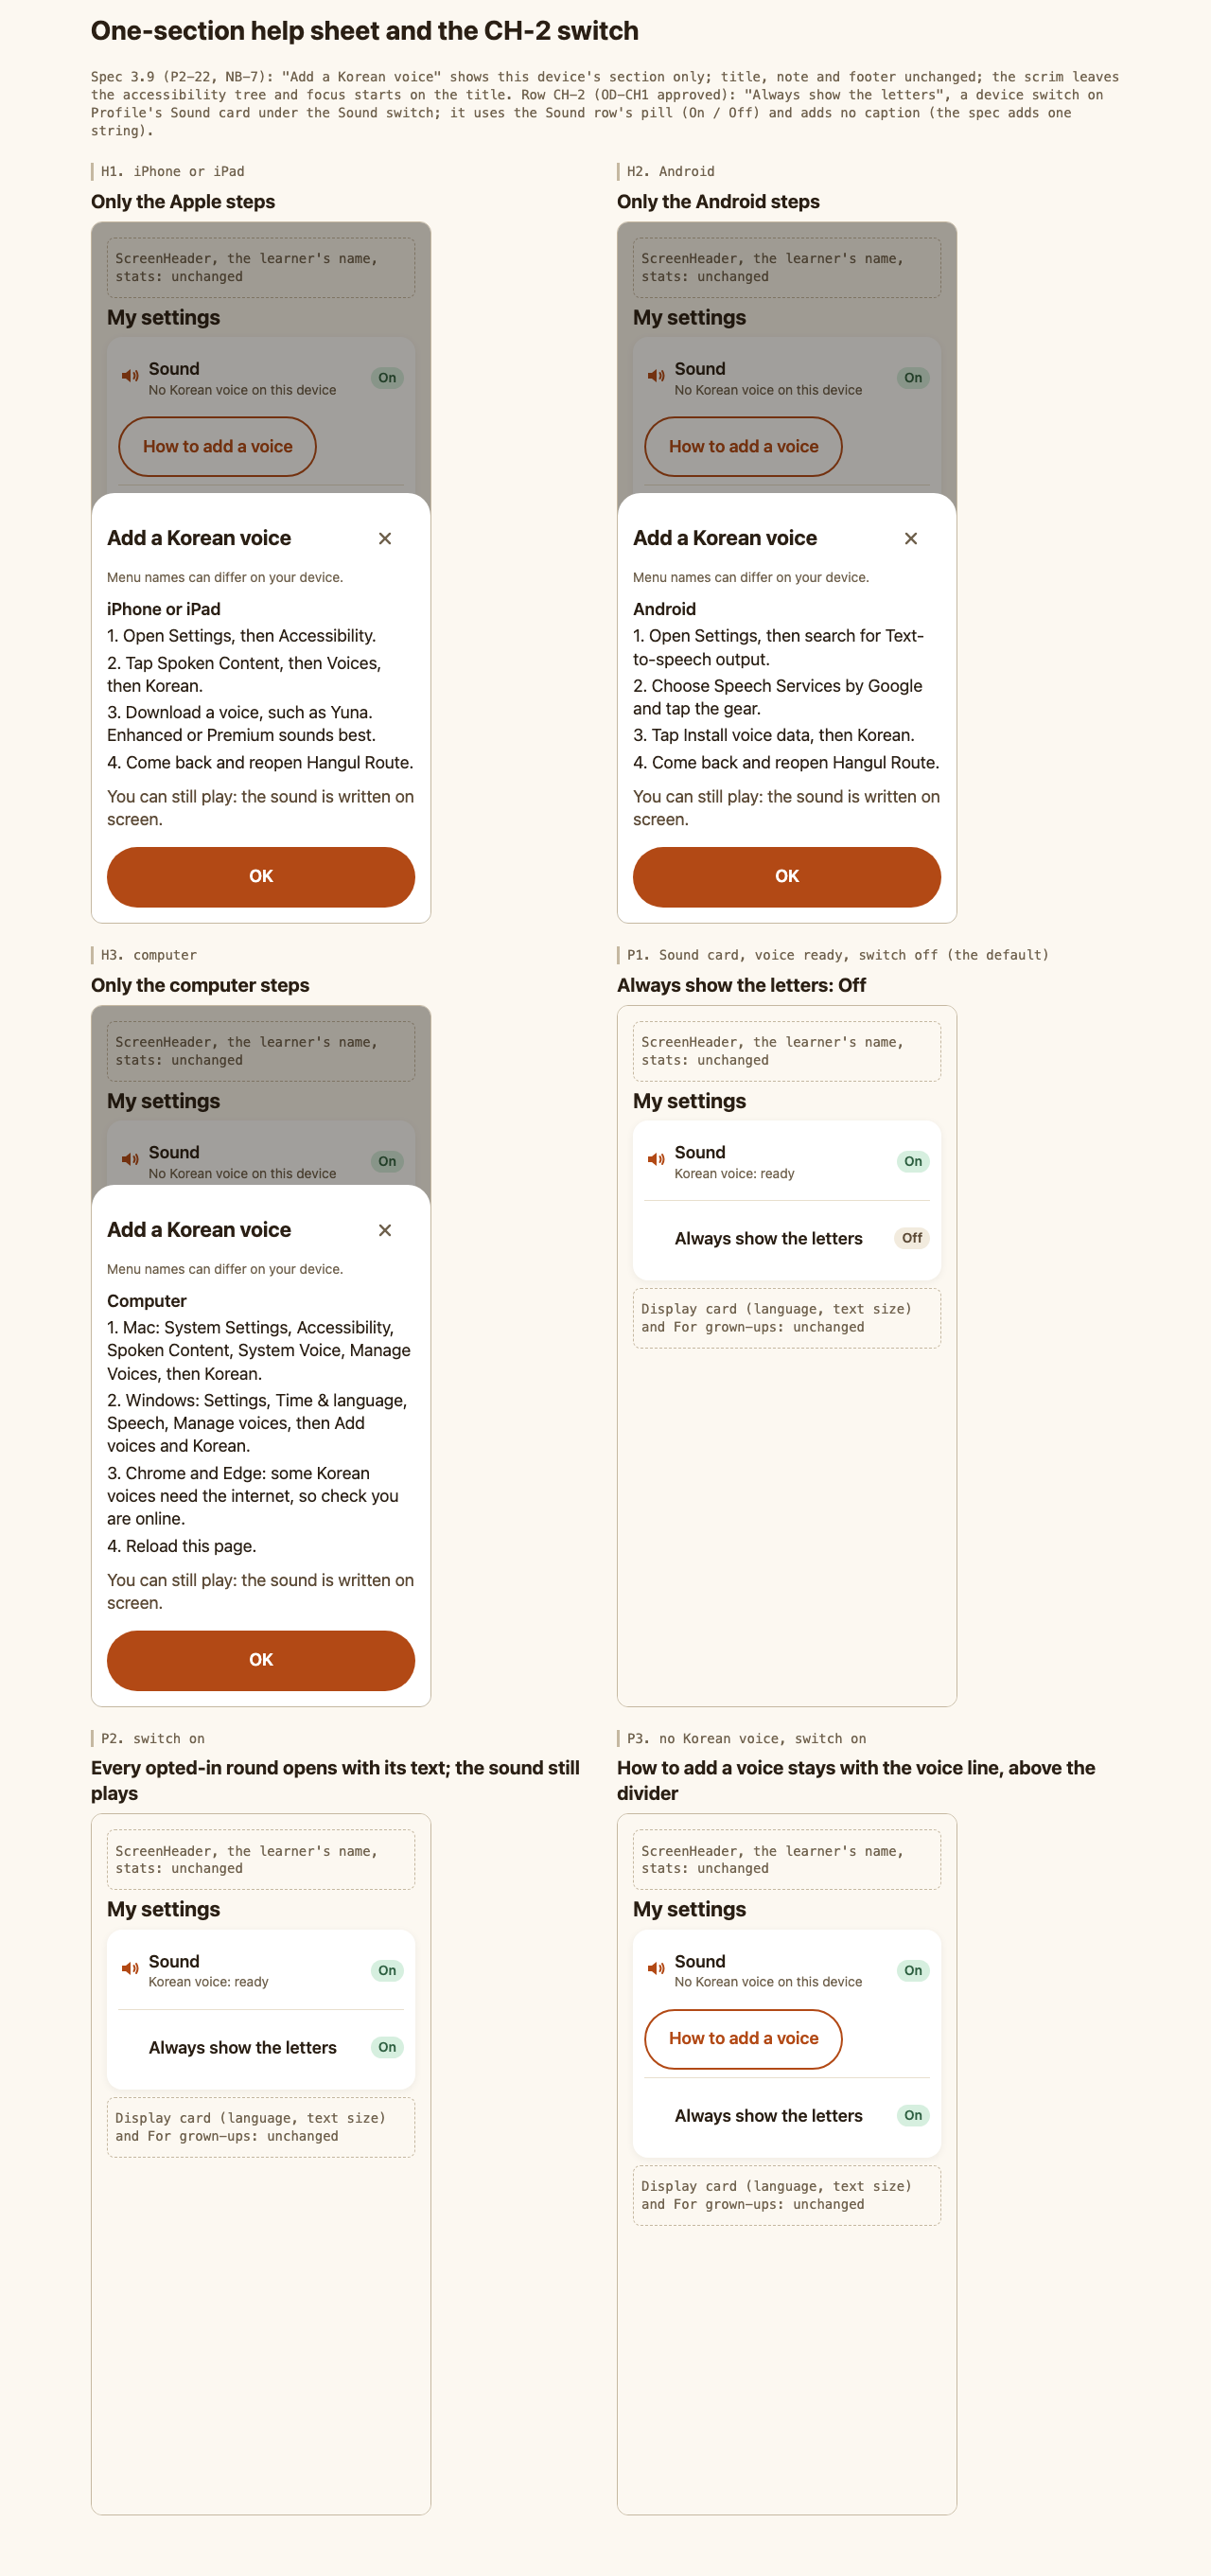 One-section help sheet and the CH-2 switch
Spec 3.9 (P2-22, NB-7): "Add a Korean voice" shows this device's section only; title, note and footer unchanged; the scrim leaves
the accessibility tree and focus starts on the title. Row CH-2 (OD-CH1 approved): "Always show the letters", a device switch on
Profile's Sound card under the Sound switch; it uses the Sound row's pill (On / Off) and adds no caption (the spec adds one
string).
H1. iPhone or iPad
Only the Apple steps
ScreenHeader, the learner's name,
stats: unchanged
My settings
Sound
No Korean voice on this device
On
How to add a voice
Add a Korean voice
×
Menu names can differ on your device.
iPhone or iPad
1. Open Settings, then Accessibility.
2. Tap Spoken Content, then Voices,
then Korean.
3. Download a voice, such as Yuna.
Enhanced or Premium sounds best.
4. Come back and reopen Hangul Route.
You can still play: the sound is written on
screen.
OK
H2. Android
Only the Android steps
ScreenHeader, the learner's name,
stats: unchanged
My settings
Sound
No Korean voice on this device
On
How to add a voice
Add a Korean voice
×
Menu names can differ on your device.
Android
1. Open Settings, then search for Text-
to-speech output.
2. Choose Speech Services by Google
and tap the gear.
3. Tap Install voice data, then Korean.
4. Come back and reopen Hangul Route.
You can still play: the sound is written on
screen.
OK
H3. computer
Only the computer steps
ScreenHeader, the learner's name,
stats: unchanged
My settings
Sound
No Korean voice on this device
On
Add a Korean voice
×
Menu names can differ on your device.
Computer
1. Mac: System Settings, Accessibility,
Spoken Content, System Voice, Manage
Voices, then Korean.
2. Windows: Settings, Time & language,
Speech, Manage voices, then Add
voices and Korean.
3. Chrome and Edge: some Korean
voices need the internet, so check you
are online.
4. Reload this page.
You can still play: the sound is written on
screen.
OK
P1. Sound card, voice ready, switch off (the default)
Always show the letters: Off
ScreenHeader, the learner's name,
stats: unchanged
My settings
Sound
Korean voice: ready
On
Always show the letters
Off
Display card (language, text size)
and For grown-ups: unchanged
P2. switch on
Every opted-in round opens with its text; the sound still
plays
ScreenHeader, the learner's name,
stats: unchanged
My settings
Sound
Korean voice: ready
On
Always show the letters
On
Display card (language, text size)
and For grown-ups: unchanged
P3. no Korean voice, switch on
How to add a voice stays with the voice line, above the
divider
ScreenHeader, the learner's name,
stats: unchanged
My settings
Sound
No Korean voice on this device
On
How to add a voice
Always show the letters
On
Display card (language, text size)
and For grown-ups: unchanged